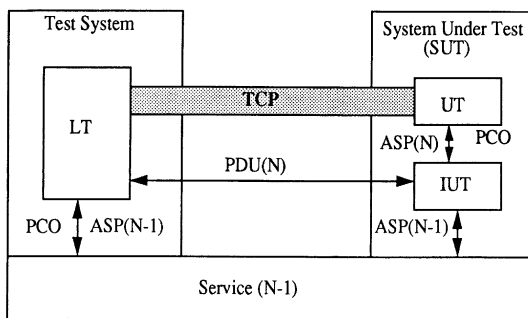 Test System
System Under Test
(SUT)
TCP
LT
UT
ASP(N)
PCO
PDU(N)
IUT
PCO
ASP(N-1)
ASP(N-1)
Service (N-1)